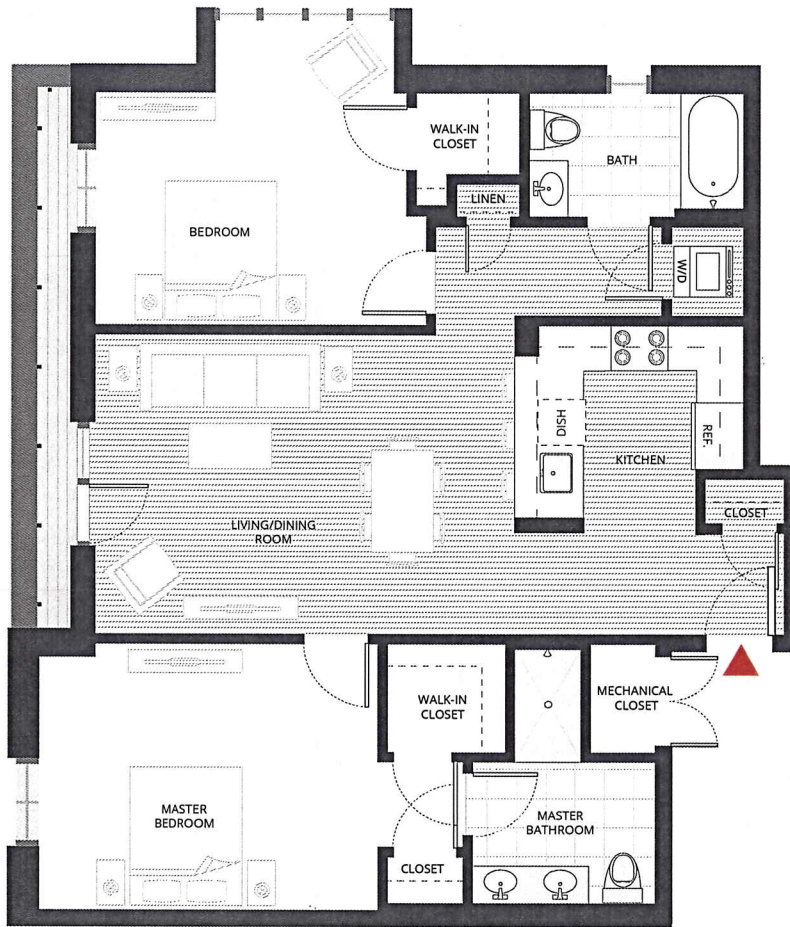 WALK-IN
CLOSET
BATH
LINEN
BEDROOM
W/D
DISH
REF.
KITCHEN
LIVING/DINING
ROOM
CLOSET
WALK-IN
CLOSET
MECHANICAL
CLOSET
MASTER
BEDROOM
MASTER
BATHROOM
CLOSET